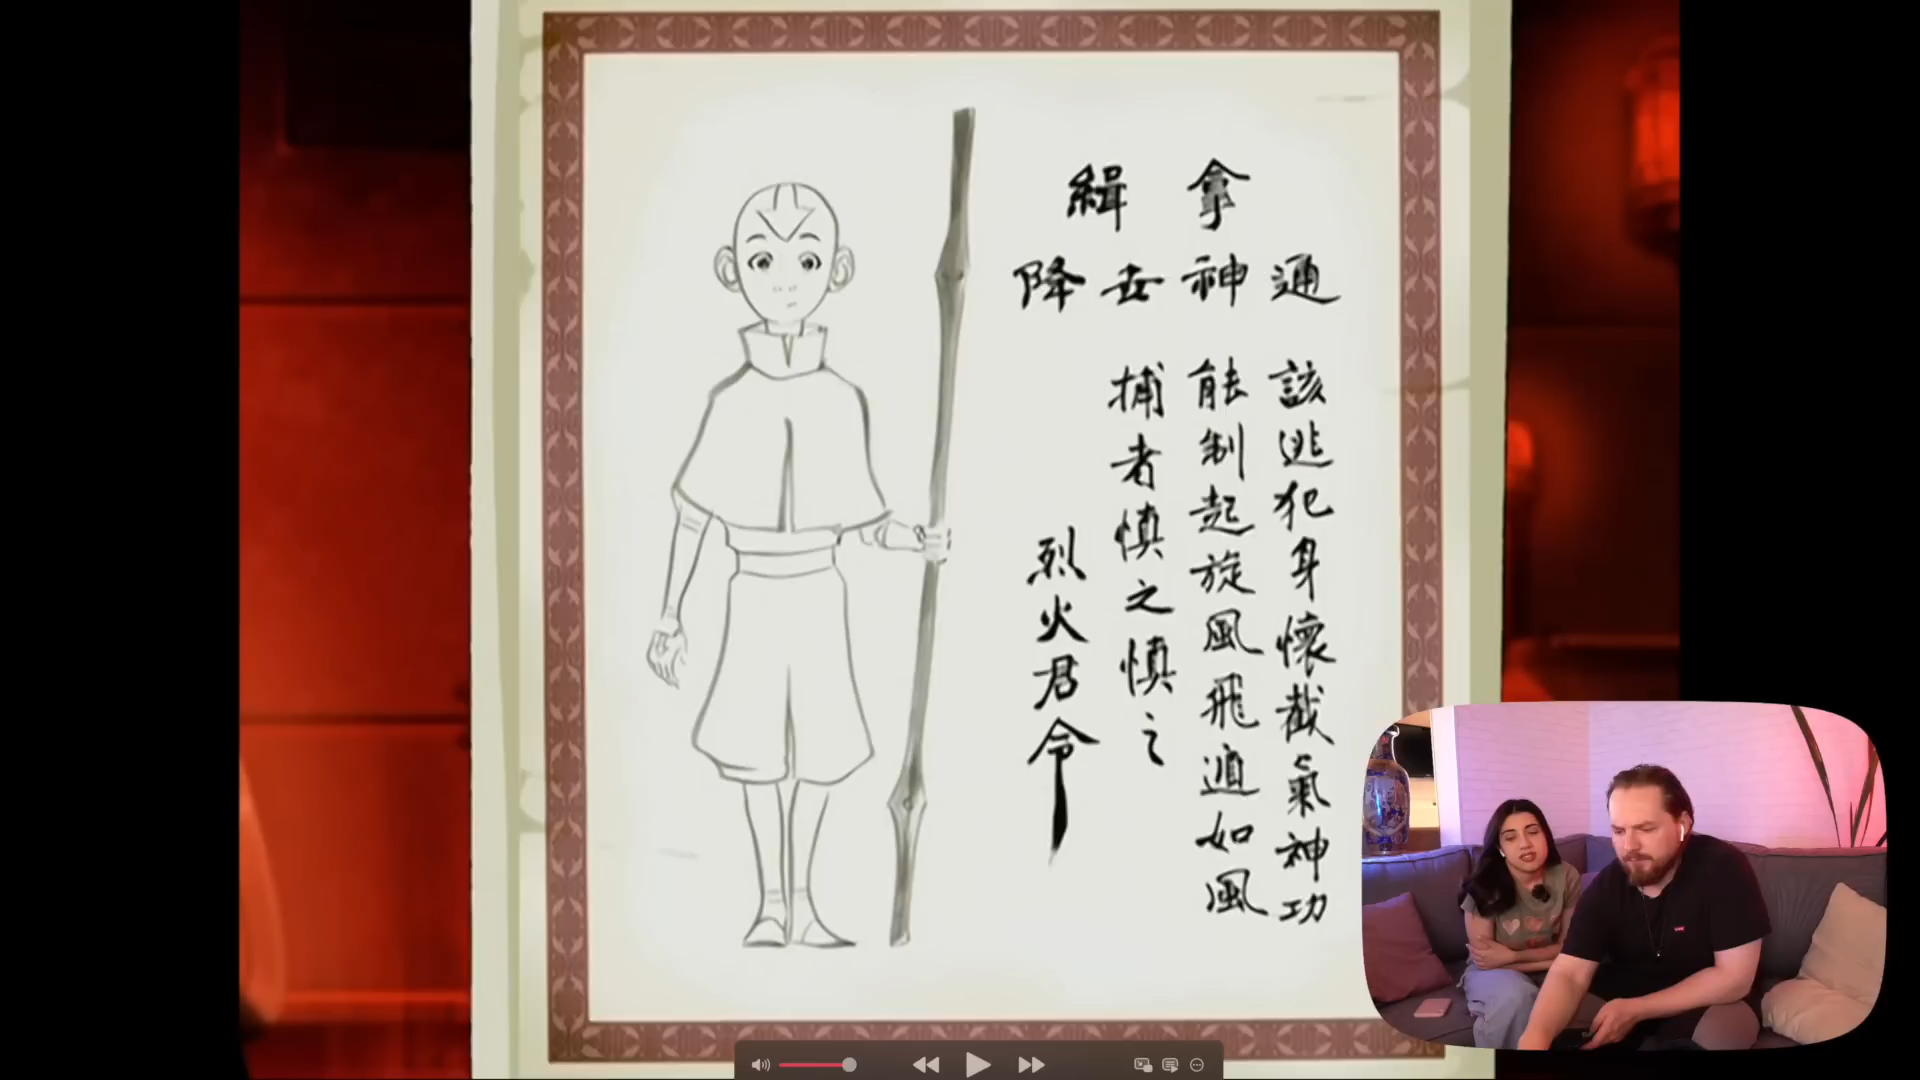 緝拿
降世神通
該逃犯身懷截氣神功
能制起旋風飛遁如風
捕者慎之慎之
烈火君令